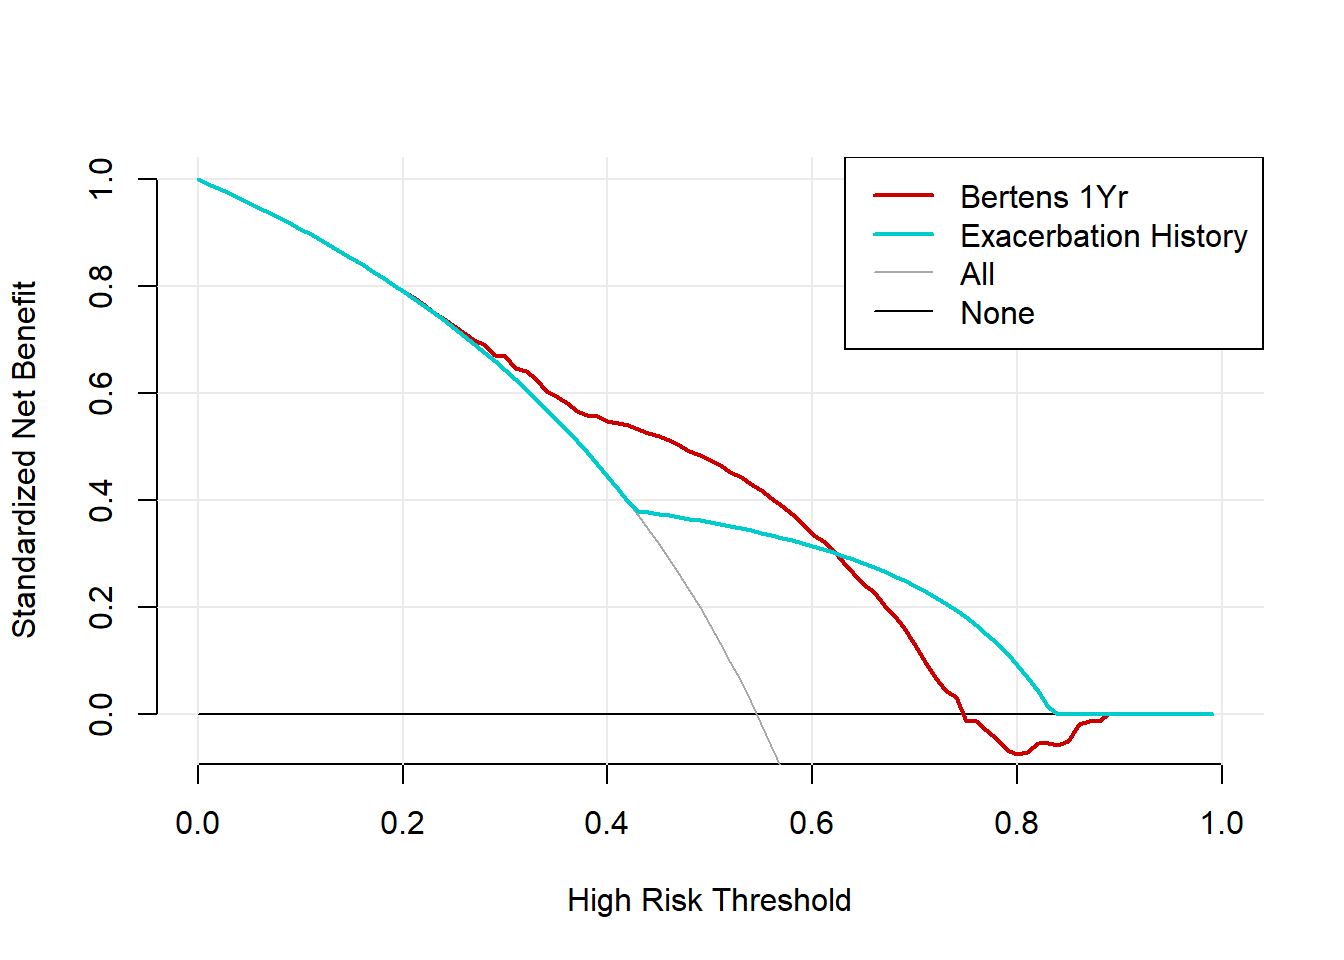 Bertens 1Yr
Exacerbation History
All
None
Standardized Net Benefit
1.0
0.8
0.6
0.4
0.2
0.0
0.0 0.2 0.4 0.6 0.8 1.0
High Risk Threshold